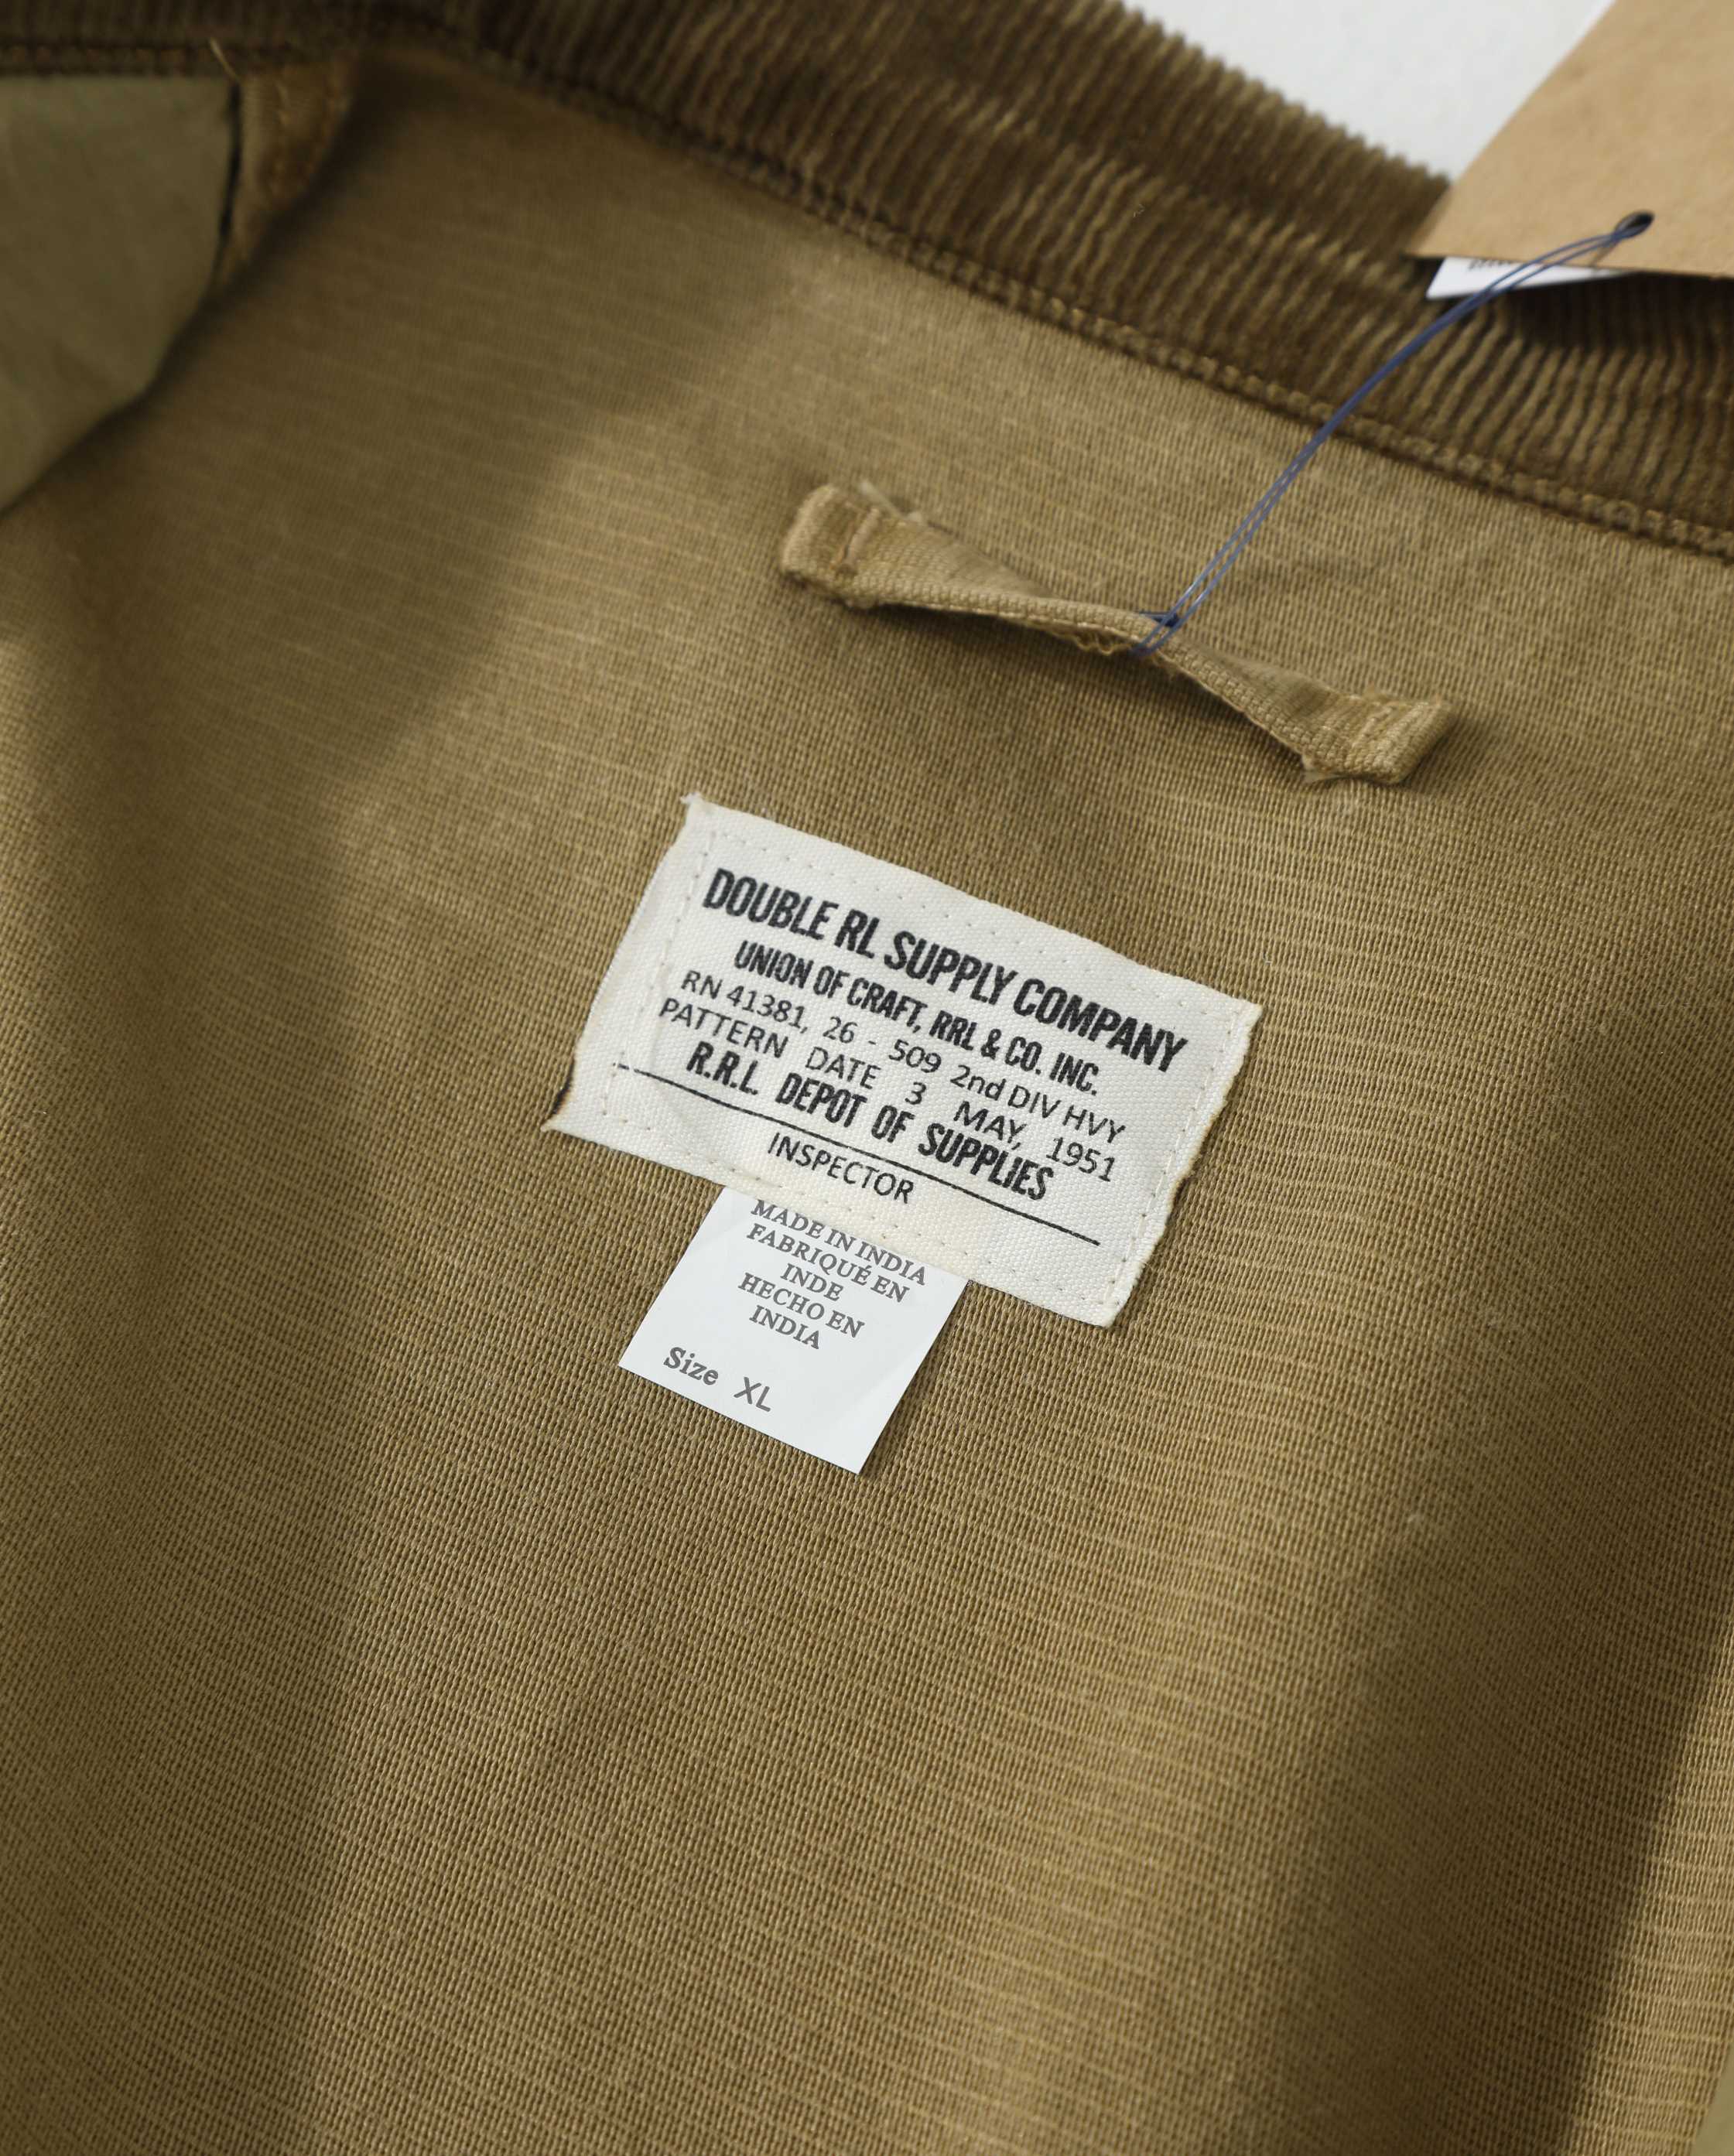 DOUBLE RL SUPPLY COMPANY
UNION OF CRAFT, RRL & CO. INC.
RN 41381, 26 - 509 2nd DIV HVY
PATTERN DATE 3 MAY, 1951
R.R.L. DEPOT OF SUPPLIES
INSPECTOR
MADE IN INDIA
FABRIQUÉ EN
INDE
HECHO EN
INDIA
Size XL